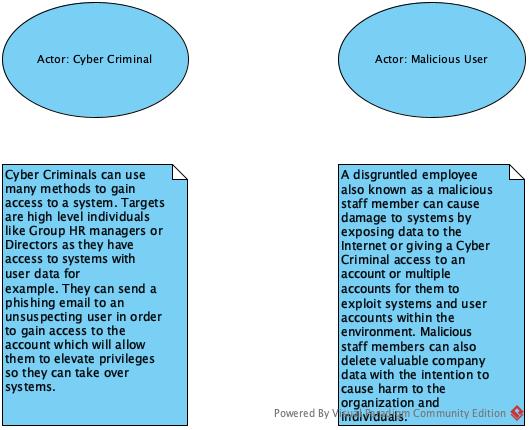 Actor: Cyber Criminal
Actor: Malicious User
Cyber Criminals can use
many methods to gain
access to a system. Targets
are high level individuals
like Group HR managers or
Directors as they have
access to systems with
user data for
example. They can send a
phishing email to an
unsuspecting user in order
to gain access to the
account which will allow
them to elevate privileges
so they can take over
systems.
A disgruntled employee
also known as a malicious
staff member can cause
damage to systems by
exposing data to the
Internet or giving a Cyber
Criminal access to an
account or multiple
accounts for them to
exploit systems and user
accounts within the
environment. Malicious
staff members can also
delete valuable company
data with the intention to
cause harm to the
organization and
individuals.
Powered By Visual Paradigm Community Edition